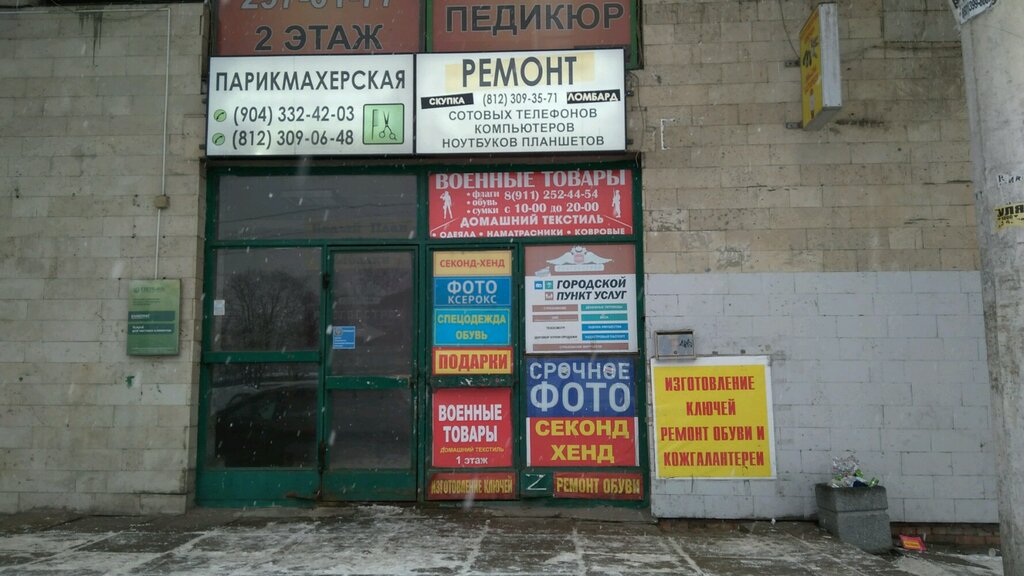 2 ЭТАЖ
ПЕДИКЮР
ПАРИКМАХЕРСКАЯ
(904) 332-42-03
(812) 309-06-48
РЕМОНТ
СКУПКА (812) 309-35-71 ЛОМБАРД
СОТОВЫХ ТЕЛЕФОНОВ
КОМПЬЮТЕРОВ
НОУТБУКОВ ПЛАНШЕТОВ
ВОЕННЫЕ ТОВАРЫ
• флаги 8(911) 252-44-54
• обувь
• сумки с 10-00 до 20-00
ДОМАШНИЙ ТЕКСТИЛЬ
• ОДЕЯЛА • НАМАТРАСНИКИ • КОВРОВЫЕ
СЕКОНД-ХЕНД
ФОТО
КСЕРОКС
СПЕЦОДЕЖДА
ОБУВЬ
ПОДАРКИ
ВОЕННЫЕ
ТОВАРЫ
ДОМАШНИЙ ТЕКСТИЛЬ
1 этаж
ИЗГОТОВЛЕНИЕ КЛЮЧЕЙ
ГОРОДСКОЙ
ПУНКТ УСЛУГ
СРОЧНОЕ
ФОТО
СЕКОНД
ХЕНД
Z
РЕМОНТ ОБУВИ
ИЗГОТОВЛЕНИЕ
КЛЮЧЕЙ
РЕМОНТ ОБУВИ И
КОЖГАЛАНТЕРЕИ